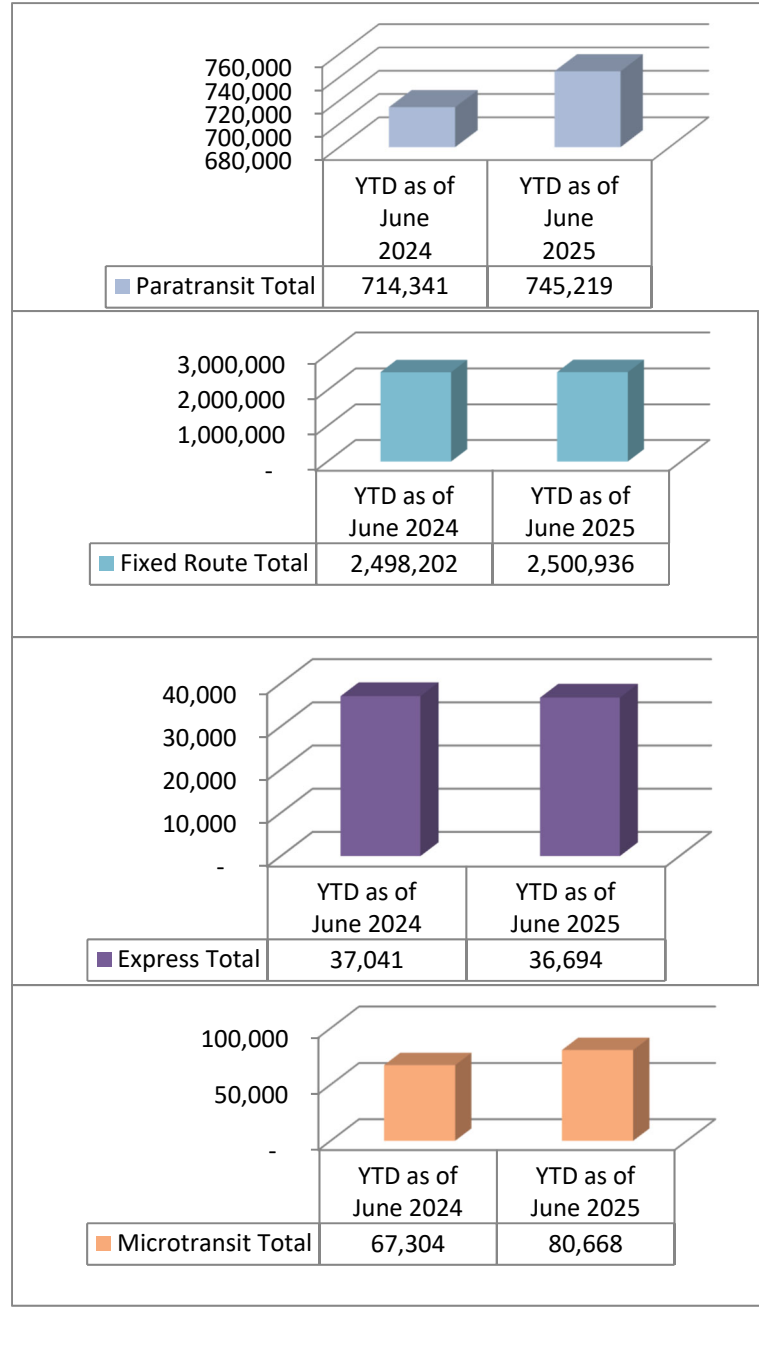 760,000
740,000
720,000
700,000
680,000
YTD as of YTD as of
June June
2024 2025
Paratransit Total 714,341 745,219
3,000,000
2,000,000
1,000,000
-
YTD as of YTD as of
June 2024 June 2025
Fixed Route Total 2,498,202 2,500,936
40,000
30,000
20,000
10,000
-
YTD as of YTD as of
June 2024 June 2025
Express Total 37,041 36,694
100,000
50,000
-
YTD as of YTD as of
June 2024 June 2025
Microtransit Total 67,304 80,668